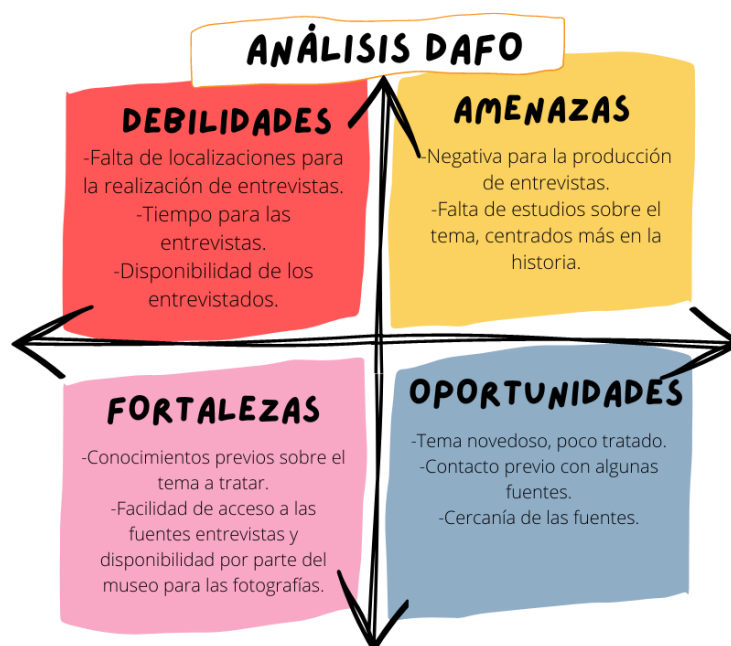 ANÁLISIS DAFO
DEBILIDADES
-Falta de localizaciones para
la realización de entrevistas.
-Tiempo para las
entrevistas.
-Disponibilidad de los
entrevistados.
AMENAZAS
-Negativa para la producción
de entrevistas.
-Falta de estudios sobre el
tema, centrados más en la
historia.
FORTALEZAS
-Conocimientos previos sobre el
tema a tratar.
-Facilidad de acceso a las
fuentes entrevistas y
disponibilidad por parte del
museo para las fotografías.
OPORTUNIDADES
-Tema novedoso, poco tratado.
-Contacto previo con algunas
fuentes.
-Cercanía de las fuentes.